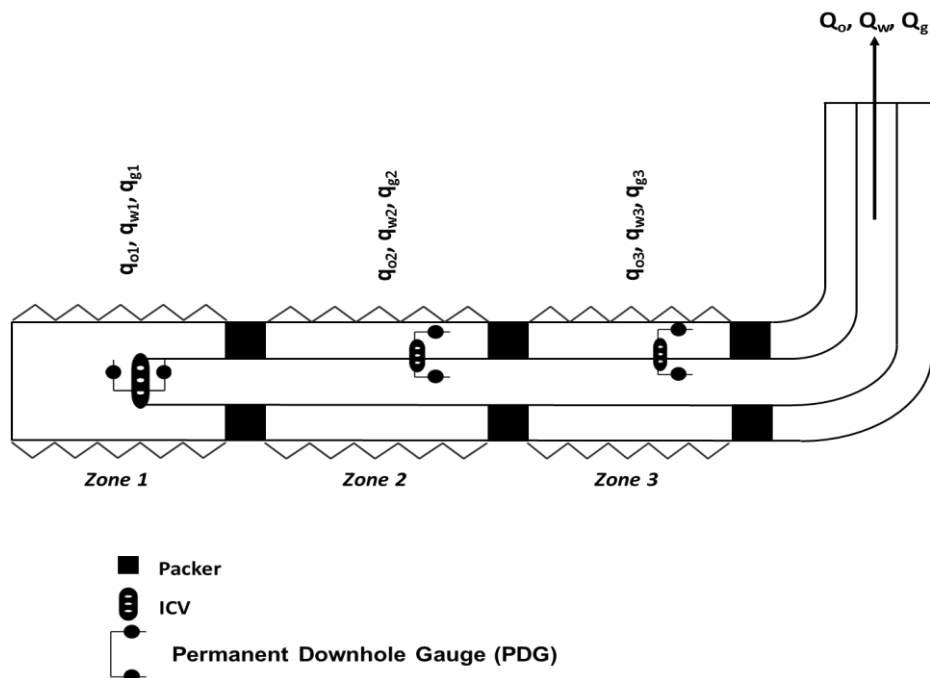 Qo, Qw, Qg
qo1, qw1, qg1
qo2, qw2, qg2
qo3, qw3, qg3
Zone 1
Zone 2
Zone 3
Packer
ICV
Permanent Downhole Gauge (PDG)